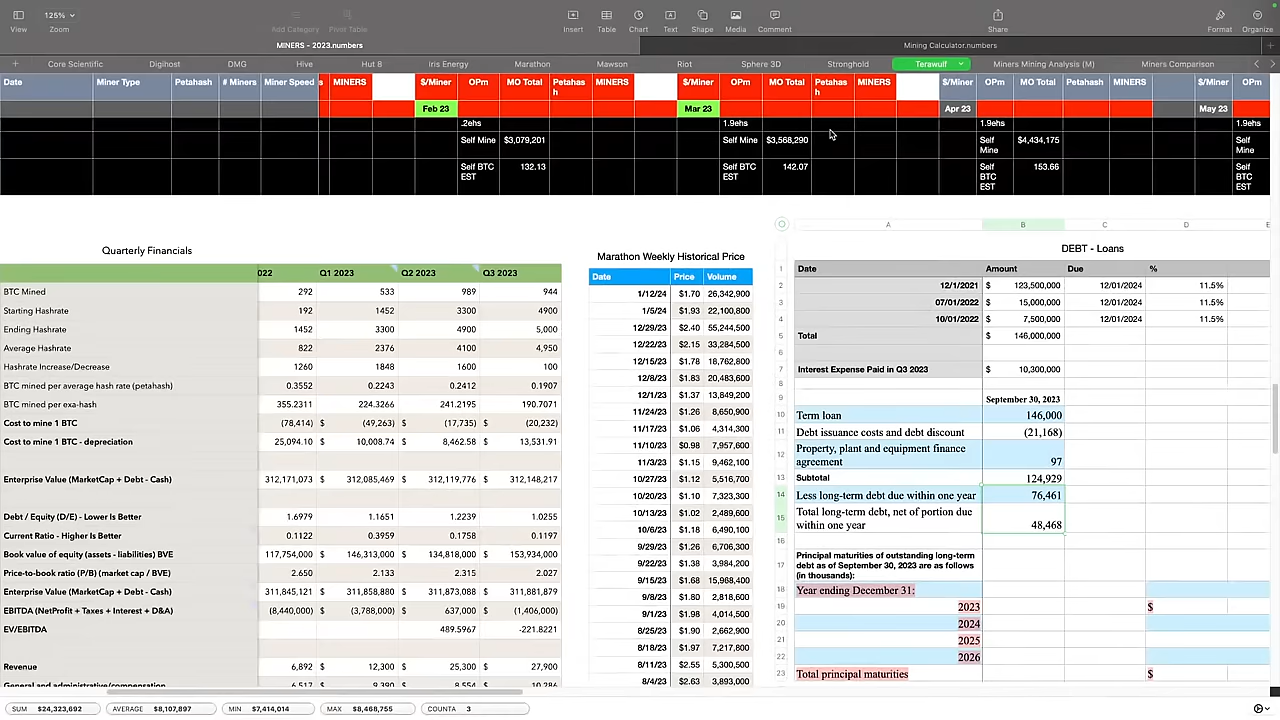 125%
View Zoom Add Category Pivot Table Insert Table Chart Text Shape Media Comment Share Format Organize
MINERS - 2023.numbers Mining Calculator.numbers
+ Core Scientific Digihost DMG Hive Hut 8 Iris Energy Marathon Mawson Riot Sphere 3D Stronghold Terawulf Miners Mining Analysis (M) Miners Comparison
Date Miner Type Petahash # Miners Miner Speed s MINERS $/Miner OPm MO Total Petahas h MINERS $/Miner OPm MO Total Petahas h MINERS $/Miner OPm MO Total Petahash MINERS $/Miner OPm
Feb 23 Mar 23 Apr 23 May 23
.2ehs 1.9ehs 1.9ehs 1.9ehs
Self Mine $3,079,201 Self Mine $3,568,290 Self Mine $4,434,175 Self Mine
Self BTC EST 132.13 Self BTC EST 142.07 Self BTC EST 153.66 Self BTC EST
Quarterly Financials
022 Q1 2023 Q2 2023 Q3 2023
BTC Mined 292 533 989 944
Starting Hashrate 192 1452 3300 4900
Ending Hashrate 1452 3300 4900 5,000
Average Hashrate 822 2376 4100 4,950
Hashrate Increase/Decrease 1260 1848 1600 100
BTC mined per average hash rate (petahash) 0.3552 0.2243 0.2412 0.1907
BTC mined per exa-hash 355.2311 224.3266 241.2195 190.7071
Cost to mine 1 BTC (78,414) $ (49,263) $ (17,735) $ (20,232)
Cost to mine 1 BTC - depreciation 25,094.10 $ 10,008.74 $ 8,462.58 $ 13,531.91
Enterprise Value (MarketCap + Debt - Cash) 312,171,073 $ 312,085,469 $ 312,119,776 $ 312,148,217
Debt / Equity (D/E) - Lower Is Better 1.6979 1.1651 1.2239 1.0255
Current Ratio - Higher Is Better 0.1122 0.3959 0.1758 0.1197
Book value of equity (assets - liabilities) BVE 117,754,000 $ 146,313,000 $ 134,818,000 $ 153,934,000
Price-to-book ratio (P/B) (market cap / BVE) 2.650 2.133 2.315 2.027
Enterprise Value (MarketCap + Debt - Cash) 311,845,121 $ 311,858,880 $ 311,873,088 $ 311,881,879
EBITDA (NetProfit + Taxes + Interest + D&A) (8,440,000) $ (3,788,000) $ 637,000 $ (1,406,000)
EV/EBITDA 489.5967 -221.8221
Revenue 6,892 $ 12,300 $ 25,300 $ 27,900
General and administrative/compensation 6,517 $ 9,390 $ 8,554 $ 10,286
Marathon Weekly Historical Price
Date Price Volume
1/12/24 $1.70 26,342,900
1/5/24 $1.93 22,100,800
12/29/23 $2.40 55,244,500
12/22/23 $2.15 33,284,500
12/15/23 $1.78 18,762,800
12/8/23 $1.83 20,483,600
12/1/23 $1.37 13,849,200
11/24/23 $1.26 8,650,900
11/17/23 $1.06 4,314,300
11/10/23 $0.98 7,957,600
11/3/23 $1.15 9,462,100
10/27/23 $1.12 5,516,700
10/20/23 $1.10 7,323,300
10/13/23 $1.02 2,489,600
10/6/23 $1.18 6,490,100
9/29/23 $1.26 6,706,300
9/22/23 $1.38 3,984,200
9/15/23 $1.68 15,968,400
9/8/23 $1.80 2,818,600
9/1/23 $1.98 4,014,500
8/25/23 $1.90 2,662,900
8/18/23 $1.97 7,217,800
8/11/23 $2.55 5,300,500
8/4/23 $2.63 3,893,000
A B C D E
DEBT - Loans
1 Date Amount Due %
2 12/1/2021 $ 123,500,000 12/01/2024 11.5%
3 07/01/2022 $ 15,000,000 12/01/2024 11.5%
4 10/01/2022 $ 7,500,000 12/01/2024 11.5%
5 Total $ 146,000,000
6
7 Interest Expense Paid in Q3 2023 $ 10,300,000
8
9 September 30, 2023
10 Term loan 146,000
11 Debt issuance costs and debt discount (21,168)
12 Property, plant and equipment finance agreement 97
13 Subtotal 124,929
14 Less long-term debt due within one year 76,461
15 Total long-term debt, net of portion due within one year 48,468
16
17 Principal maturities of outstanding long-term debt as of September 30, 2023 are as follows (in thousands):
18 Year ending December 31:
19 2023 $
20 2024
21 2025
22 2026
23 Total principal maturities $
SUM $24,323,692 AVERAGE $8,107,897 MIN $7,414,014 MAX $8,468,755 COUNTA 3